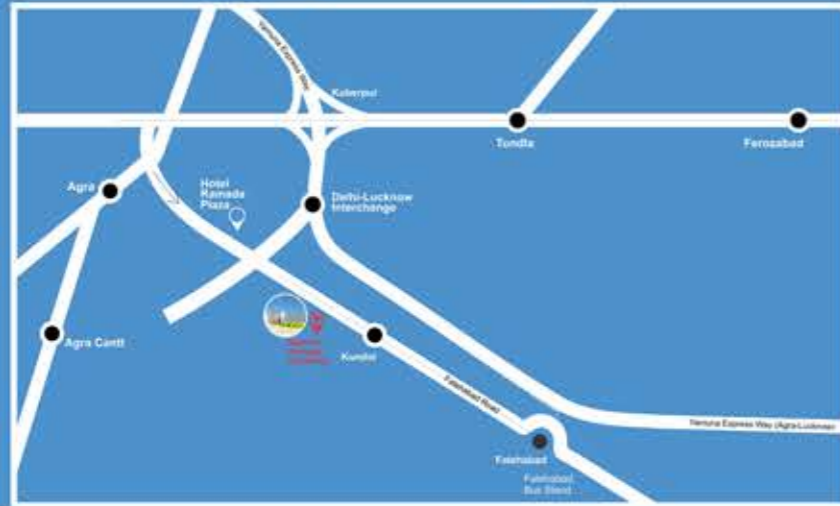 Yamuna Express Way
Kuberpur
Tundla
Ferozabad
Agra
Hotel
Ramada
Plaza
Delhi-Lucknow
Interchange
Agra Cantt
Kundol
Fatehabad Road
Yamuna Express Way (Agra-Lucknow)
Fatehabad
Fatehabad
Bus Stand